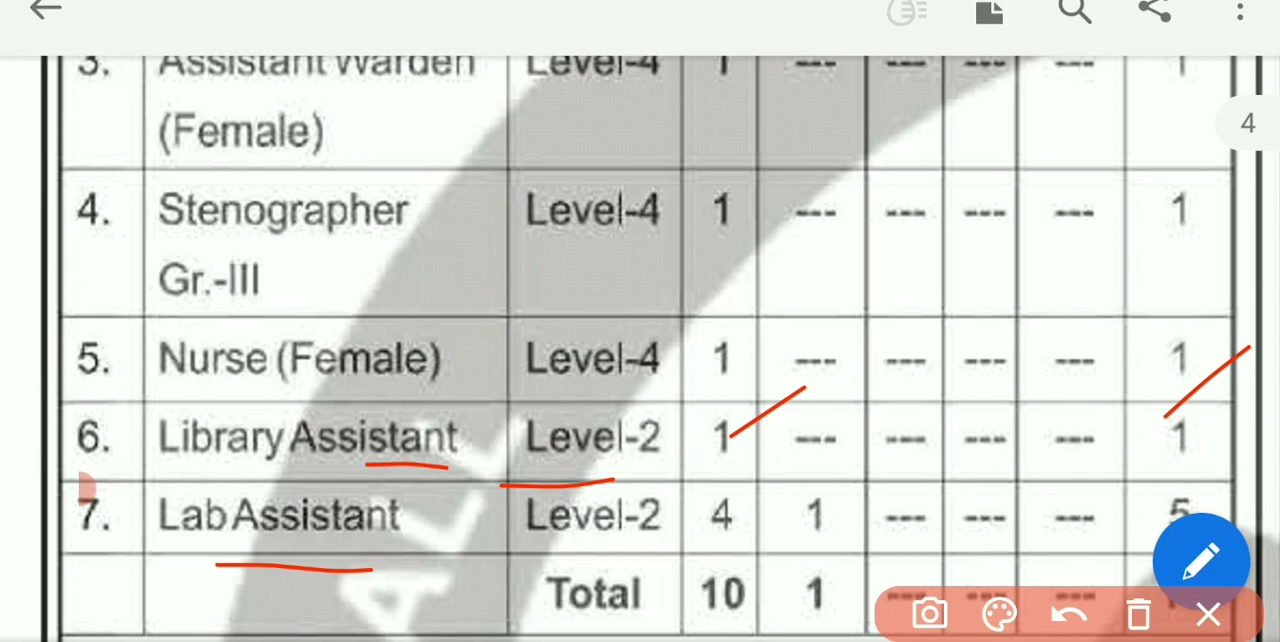 3. Assistant Warden Level-4 1 --- --- --- --- 1
(Female)
4
4. Stenographer Level-4 1 --- --- --- --- 1
Gr.-III
5. Nurse (Female) Level-4 1 --- --- --- --- 1
6. Library Assistant Level-2 1 --- --- --- --- 1
7. Lab Assistant Level-2 4 1 --- --- --- 5
Total 10 1 --- --- ---
ALL